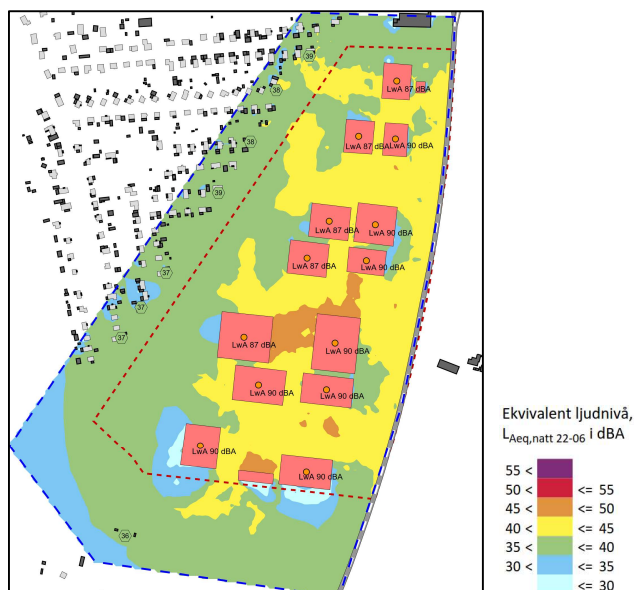 39
LwA 87 dBA
38
38
LwA 87 dBA
LwA 90 dBA
39
LwA 87 dBA
LwA 90 dBA
LwA 87 dBA
LwA 90 dBA
37
37
37
LwA 87 dBA
LwA 90 dBA
LwA 90 dBA
LwA 90 dBA
LwA 90 dBA
LwA 90 dBA
36
Ekvivalent ljudnivå,
LAeq,natt 22-06 i dBA
55 <
50 < <= 55
45 < <= 50
40 < <= 45
35 < <= 40
30 < <= 35
<= 30